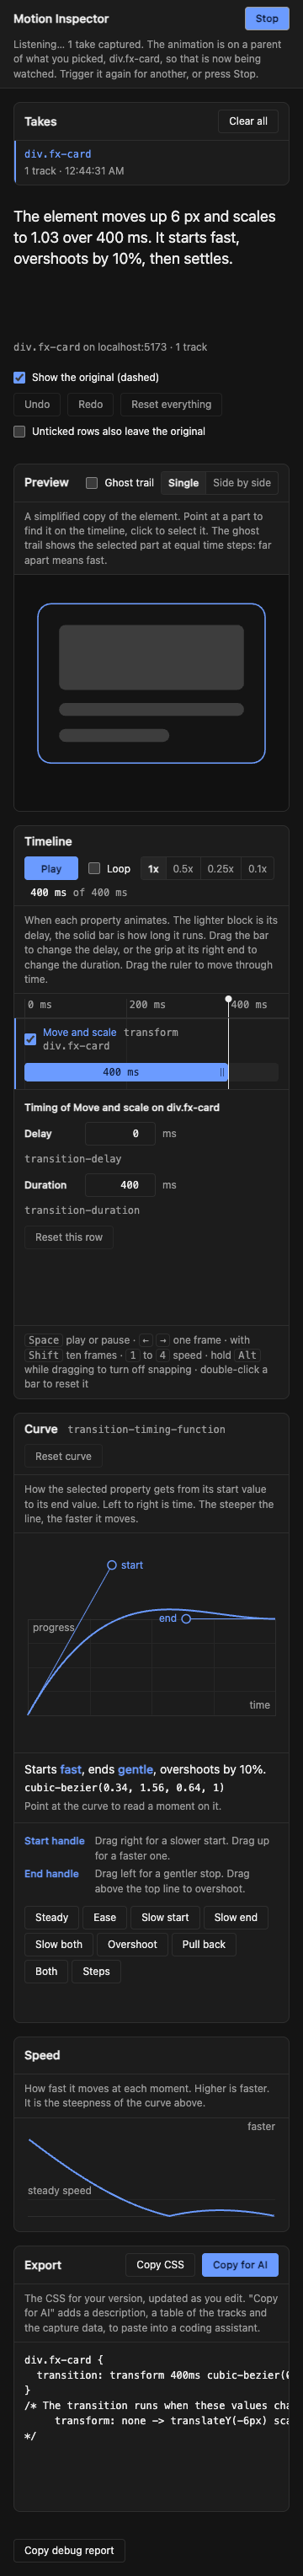 Motion Inspector
Stop
Listening... 1 take captured. The animation is on a parent
of what you picked, div.fx-card, so that is now being
watched. Trigger it again for another, or press Stop.
Takes
Clear all
div.fx-card
1 track · 12:44:31 AM
The element moves up 6 px and scales
to 1.03 over 400 ms. It starts fast,
overshoots by 10%, then settles.
div.fx-card on localhost:5173 · 1 track
Show the original (dashed)
Undo Redo Reset everything
Unticked rows also leave the original
Preview
Ghost trail Single Side by side
A simplified copy of the element. Point at a part to
find it on the timeline, click to select it. The ghost
trail shows the selected part at equal time steps: far
apart means fast.
Timeline
Play Loop 1x 0.5x 0.25x 0.1x
400 ms of 400 ms
When each property animates. The lighter block is its
delay, the solid bar is how long it runs. Drag the bar
to change the delay, or the grip at its right end to
change the duration. Drag the ruler to move through
time.
0 ms 200 ms 400 ms
Move and scale transform
div.fx-card
400 ms
Timing of Move and scale on div.fx-card
Delay 0 ms
transition-delay
Duration 400 ms
transition-duration
Reset this row
Space play or pause · ← → one frame · with
Shift ten frames · 1 to 4 speed · hold Alt
while dragging to turn off snapping · double-click a
bar to reset it
Curve transition-timing-function
Reset curve
How the selected property gets from its start value
to its end value. Left to right is time. The steeper the
line, the faster it moves.
start
end
progress
time
Starts fast, ends gentle, overshoots by 10%.
cubic-bezier(0.34, 1.56, 0.64, 1)
Point at the curve to read a moment on it.
Start handle Drag right for a slower start. Drag up
for a faster one.
End handle Drag left for a gentler stop. Drag
above the top line to overshoot.
Steady Ease Slow start Slow end
Slow both Overshoot Pull back
Both Steps
Speed
How fast it moves at each moment. Higher is faster.
It is the steepness of the curve above.
faster
steady speed
Export
Copy CSS Copy for AI
The CSS for your version, updated as you edit. "Copy
for AI" adds a description, a table of the tracks and
the capture data, to paste into a coding assistant.
div.fx-card {
transition: transform 400ms cubic-bezier(
}
/* The transition runs when these values
transform: none -> translateY(-6px)
*/
Copy debug report